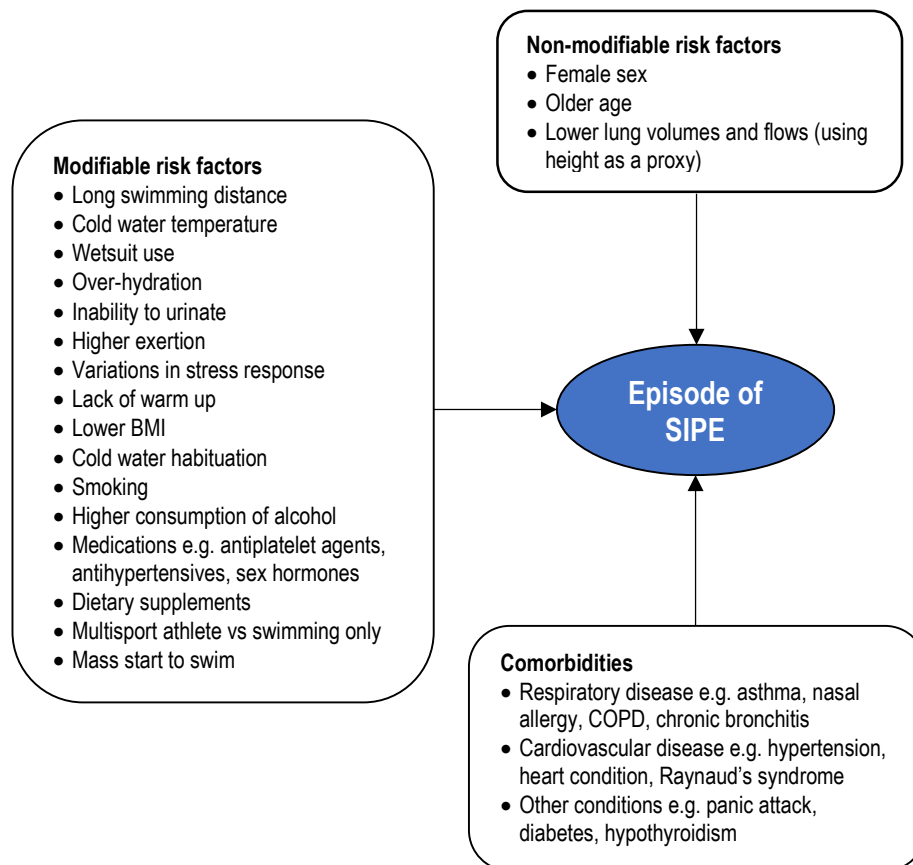 Non-modifiable risk factors
• Female sex
• Older age
• Lower lung volumes and flows (using
height as a proxy)
Modifiable risk factors
• Long swimming distance
• Cold water temperature
• Wetsuit use
• Over-hydration
• Inability to urinate
• Higher exertion
• Variations in stress response
• Lack of warm up
• Lower BMI
• Cold water habituation
• Smoking
• Higher consumption of alcohol
• Medications e.g. antiplatelet agents,
antihypertensives, sex hormones
• Dietary supplements
• Multisport athlete vs swimming only
• Mass start to swim
Episode of
SIPE
Comorbidities
• Respiratory disease e.g. asthma, nasal
allergy, COPD, chronic bronchitis
• Cardiovascular disease e.g. hypertension,
heart condition, Raynaud’s syndrome
• Other conditions e.g. panic attack,
diabetes, hypothyroidism